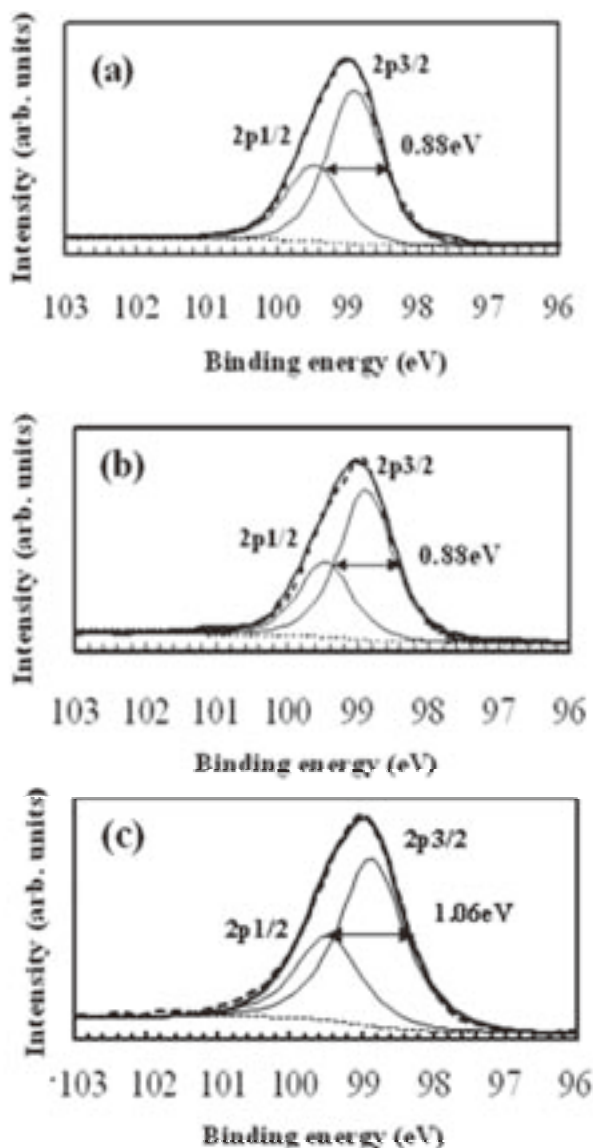 (a)
2p3/2
2p1/2
0.88eV
Intensity (arb. units)
103 102 101 100 99 98 97 96
Binding energy (eV)
(b)
2p3/2
2p1/2
0.88eV
Intensity (arb. units)
103 102 101 100 99 98 97 96
Binding energy (eV)
(c)
2p3/2
1.06eV
2p1/2
Intensity (arb. units)
103 102 101 100 99 98 97 96
Binding energy (eV)